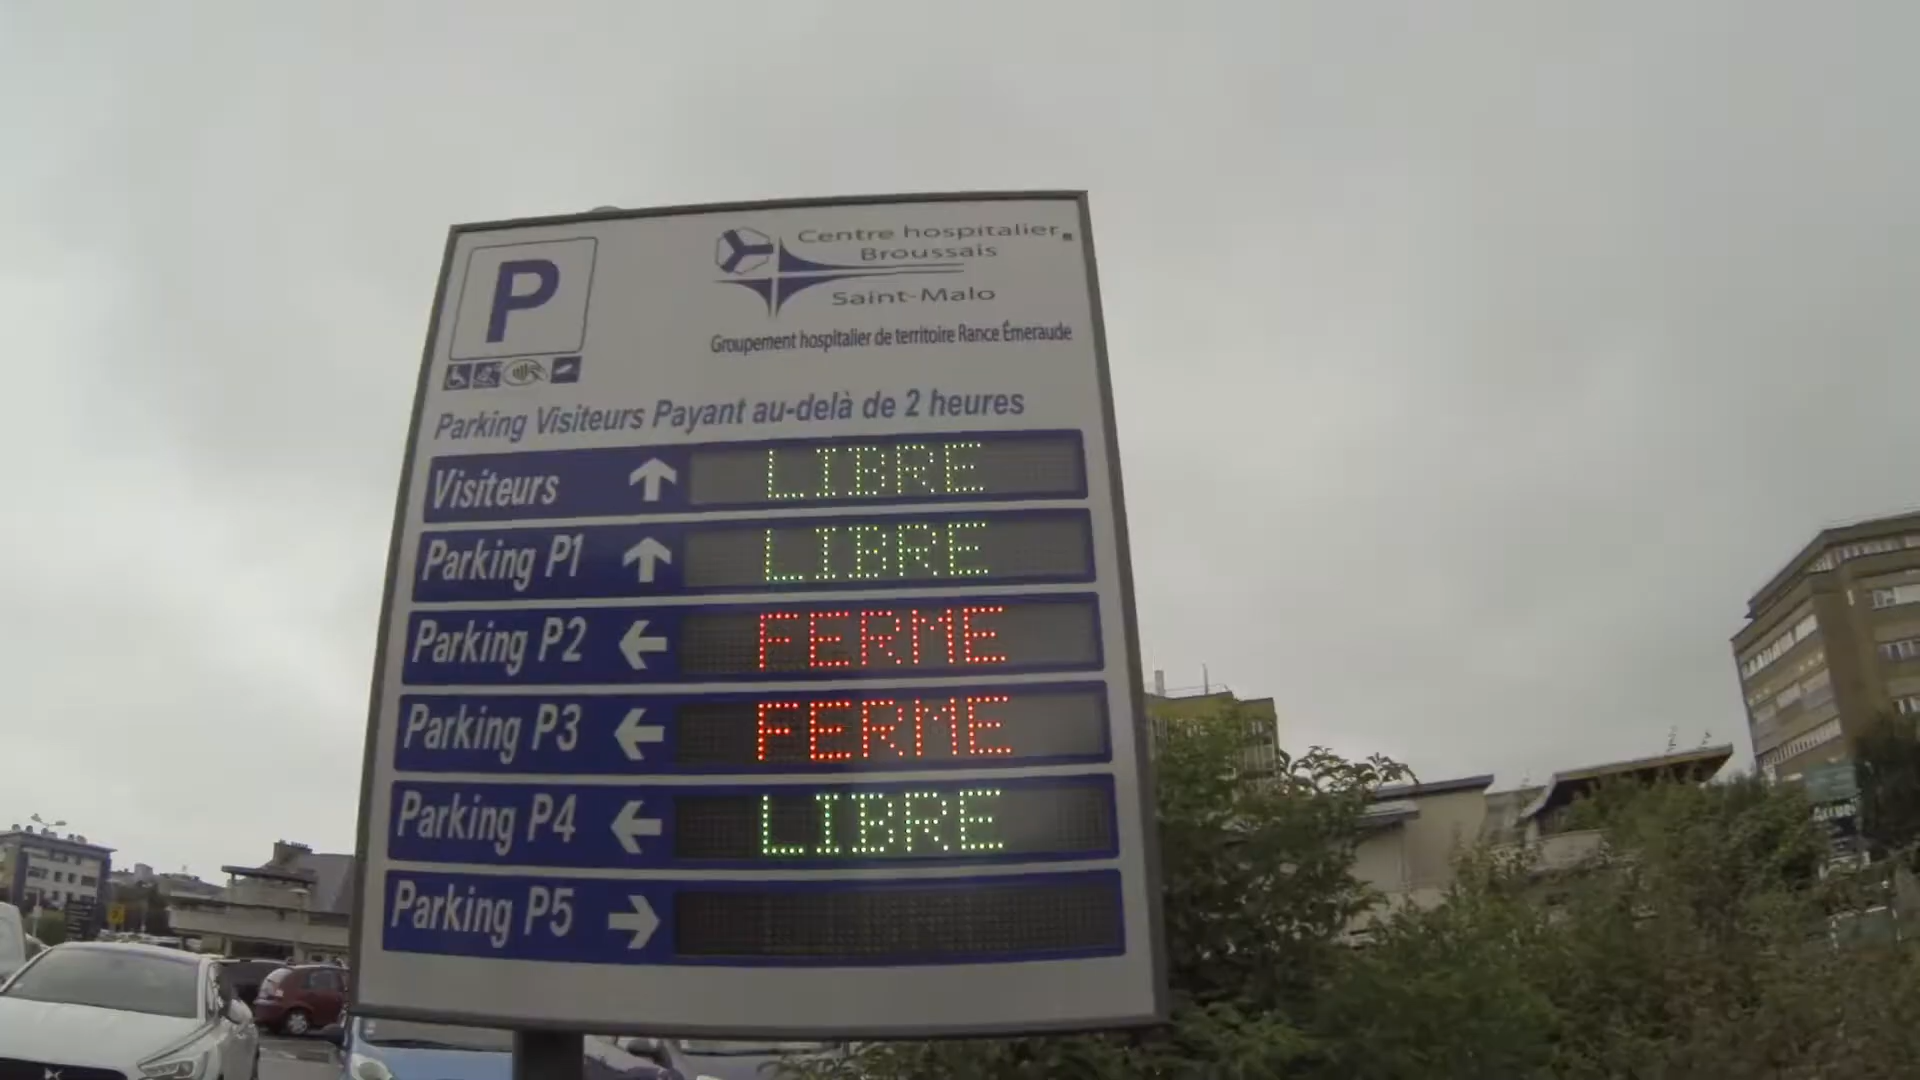 P
Centre hospitalier
Broussais
Saint-Malo
Groupement hospitalier de territoire Rance Émeraude
Parking Visiteurs Payant au-delà de 2 heures
Visiteurs ↑ LIBRE
Parking P1 ↑ LIBRE
Parking P2 ← FERME
Parking P3 ← FERME
Parking P4 ← LIBRE
Parking P5 →
Accueil